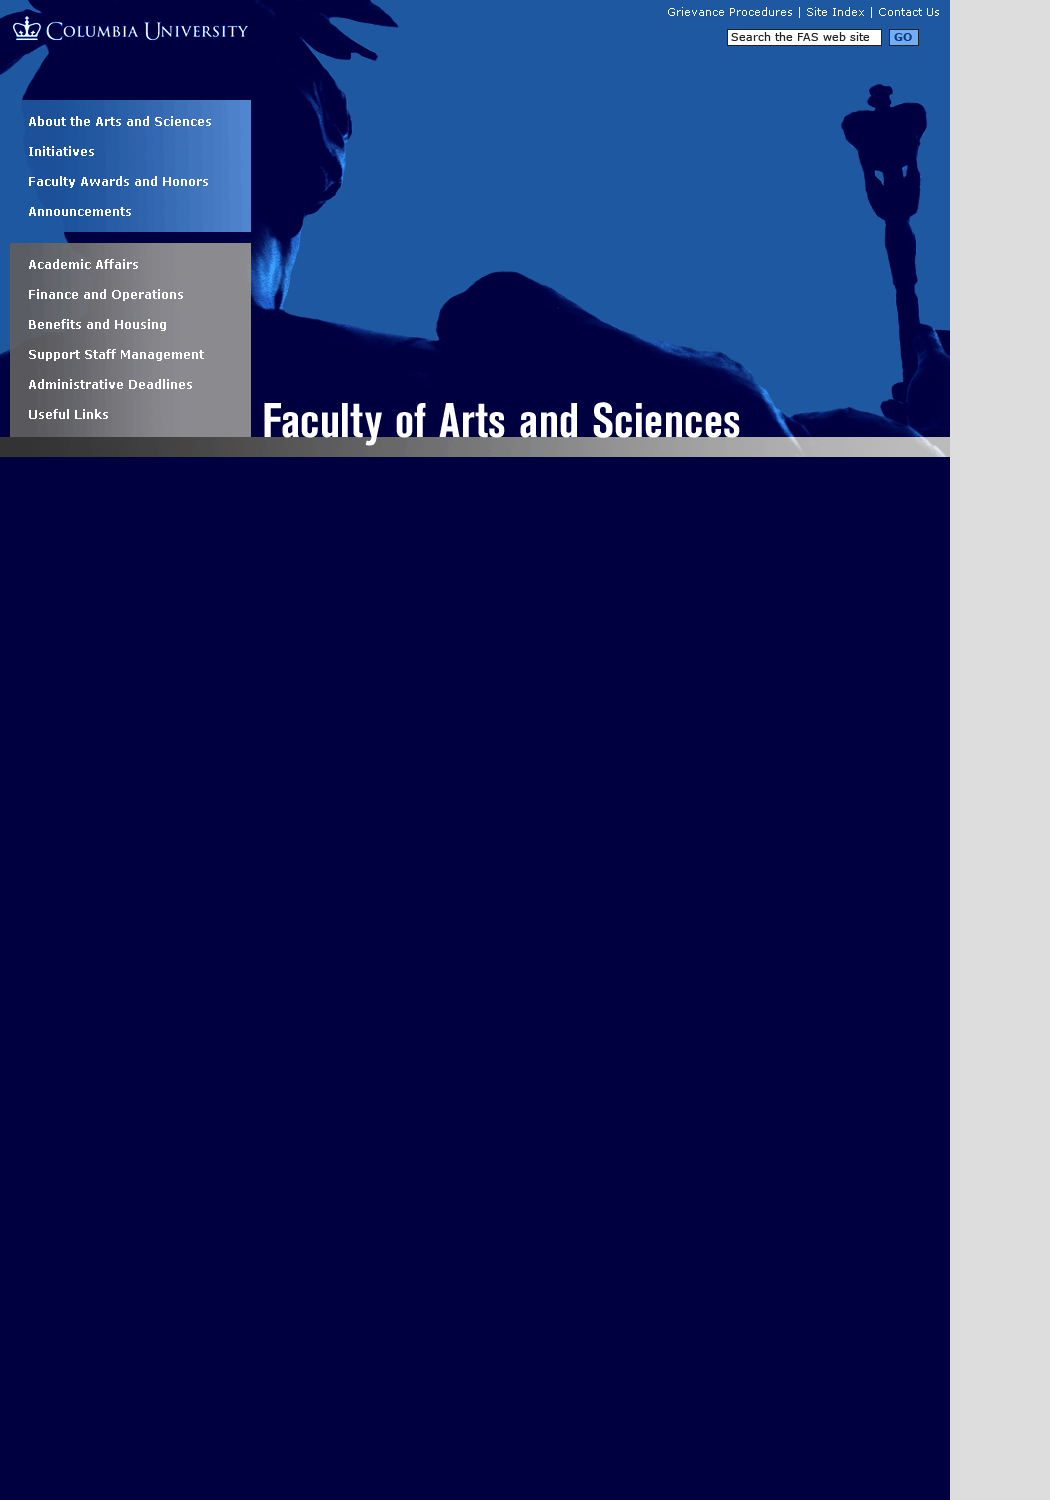 Grievance Procedures | Site Index | Contact Us
COLUMBIA UNIVERSITY
Search the FAS web site GO
About the Arts and Sciences
Initiatives
Faculty Awards and Honors
Announcements
Academic Affairs
Finance and Operations
Benefits and Housing
Support Staff Management
Administrative Deadlines
Useful Links
Faculty of Arts and Sciences